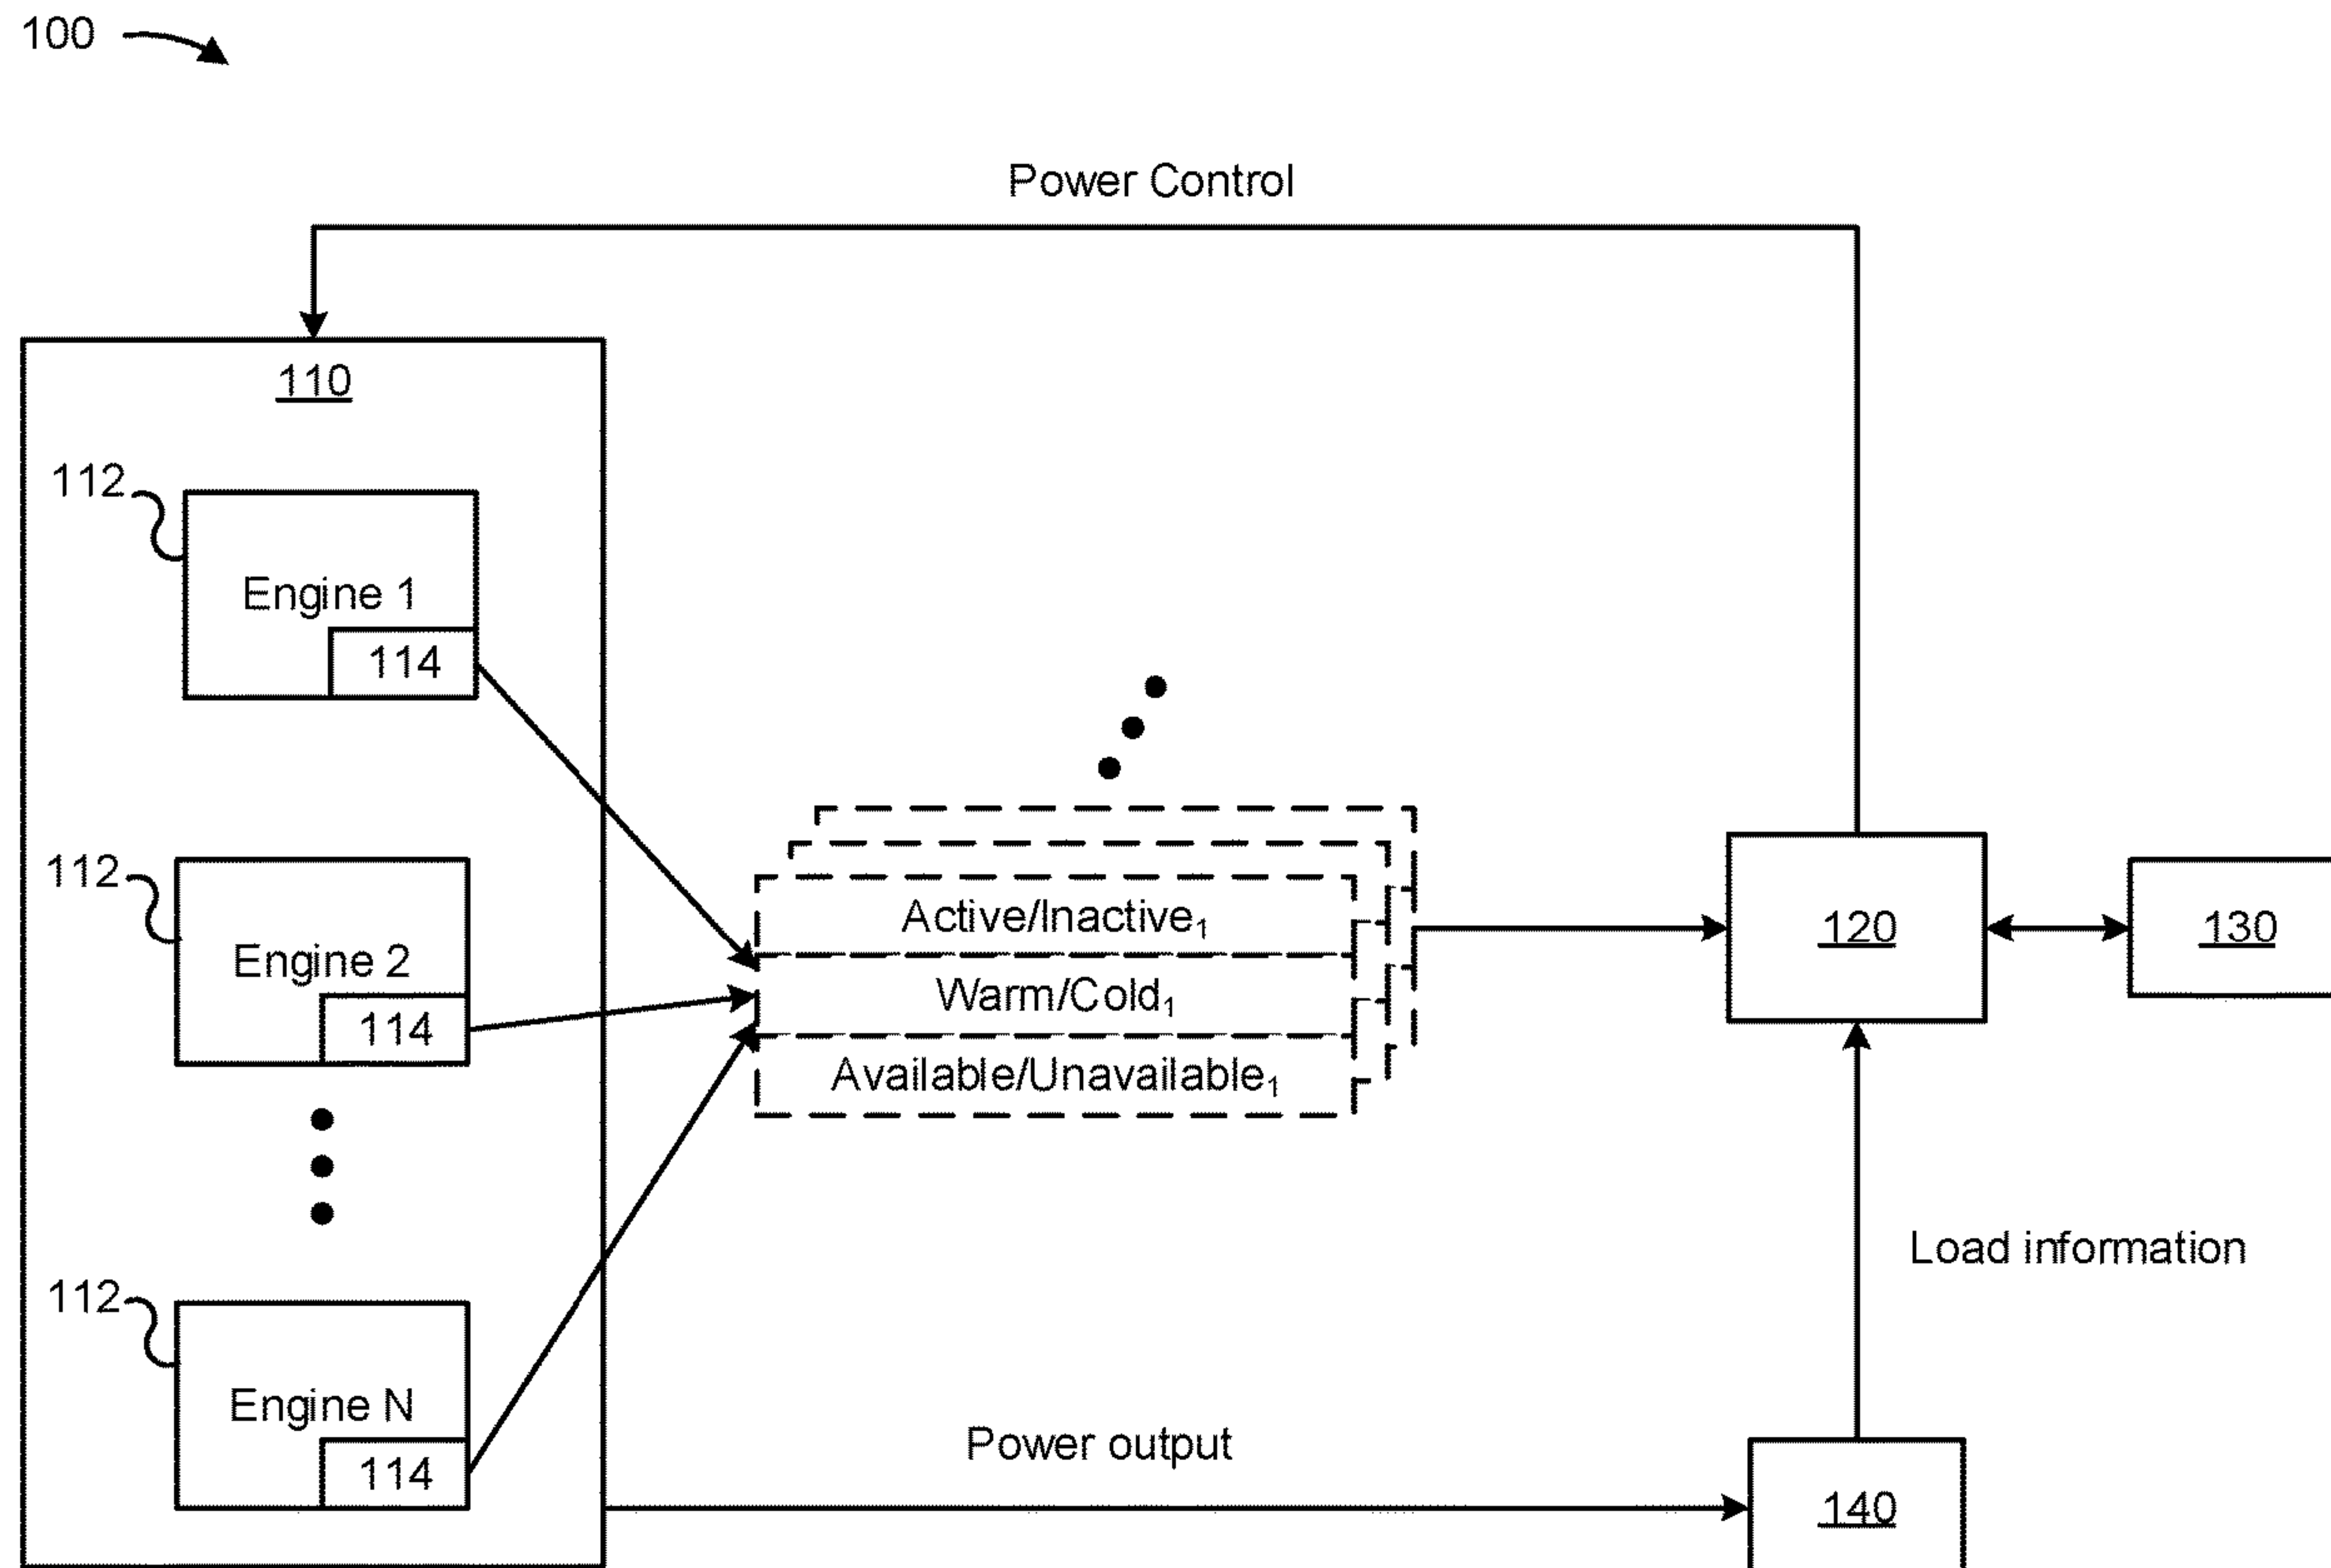 100
Power Control
110
112
Engine 1
114
112
Engine 2
114
Active/Inactive₁
Warm/Cold₁
Available/Unavailable₁
120
130
Load information
112
Engine N
114
Power output
140